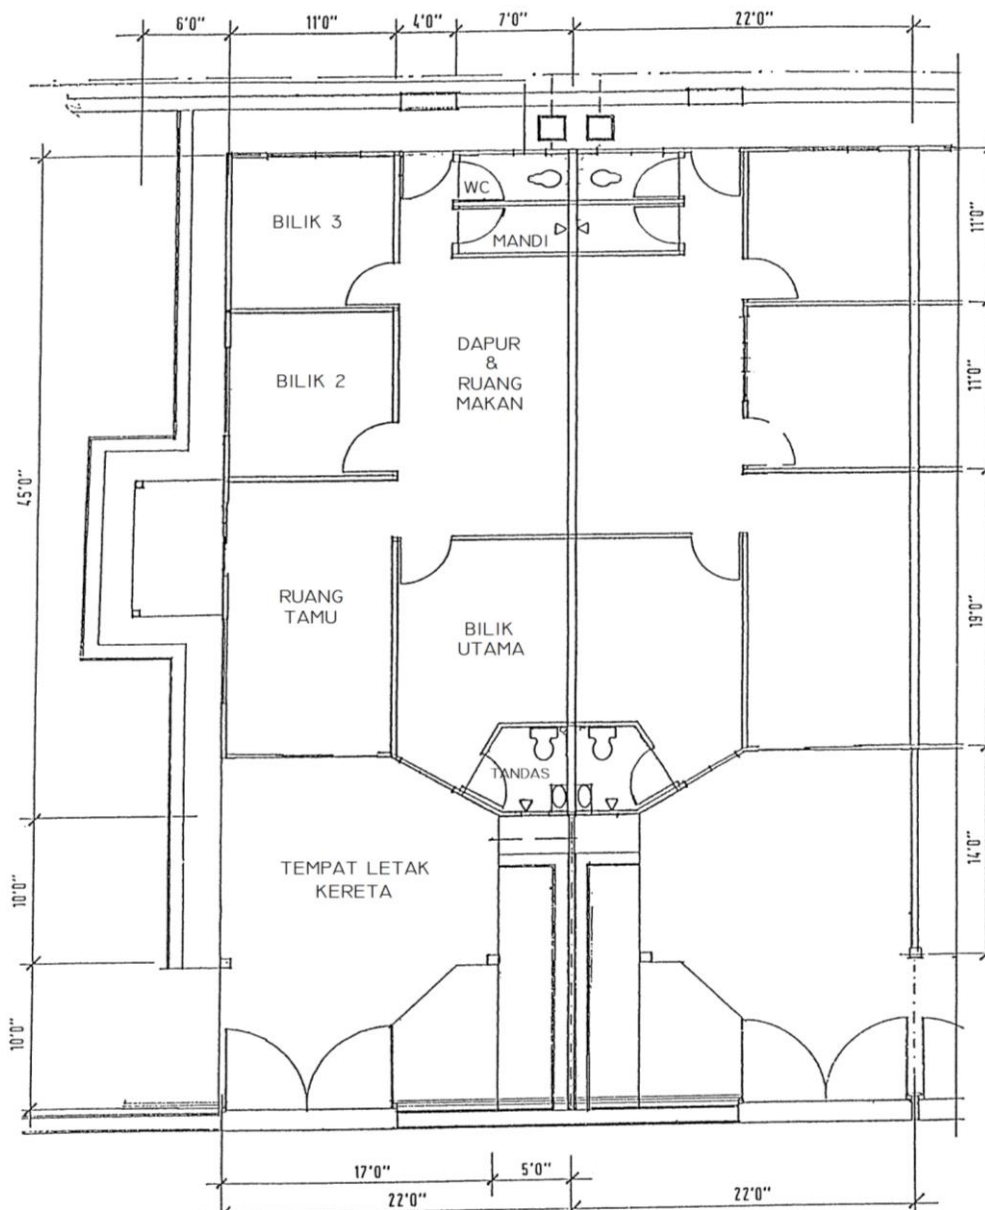 6'0" 11'0" 4'0" 7'0" 22'0"
WC
BILIK 3
MANDI
11'0"
DAPUR
&
RUANG
MAKAN
BILIK 2
11'0"
45'0"
RUANG
TAMU
BILIK
UTAMA
19'0"
TANDAS
TEMPAT LETAK
KERETA
14'0"
10'0"
10'0"
17'0" 5'0"
22'0" 22'0"